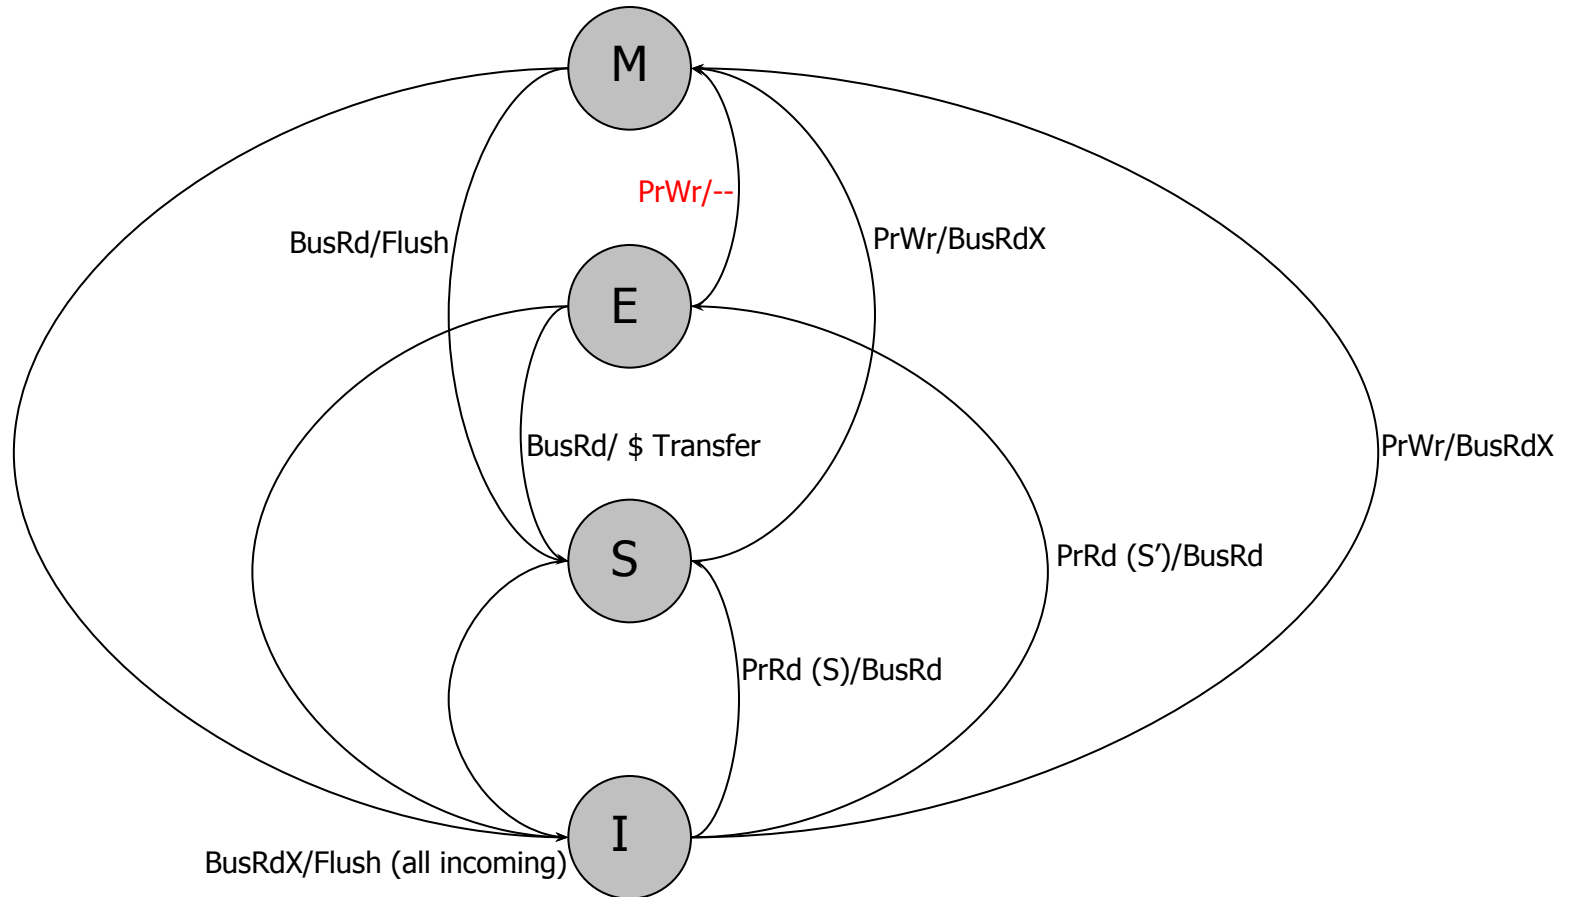 M
PrWr/--
BusRd/Flush
PrWr/BusRdX
E
BusRd/ $ Transfer
PrWr/BusRdX
S
PrRd (S’)/BusRd
PrRd (S)/BusRd
I
BusRdX/Flush (all incoming)